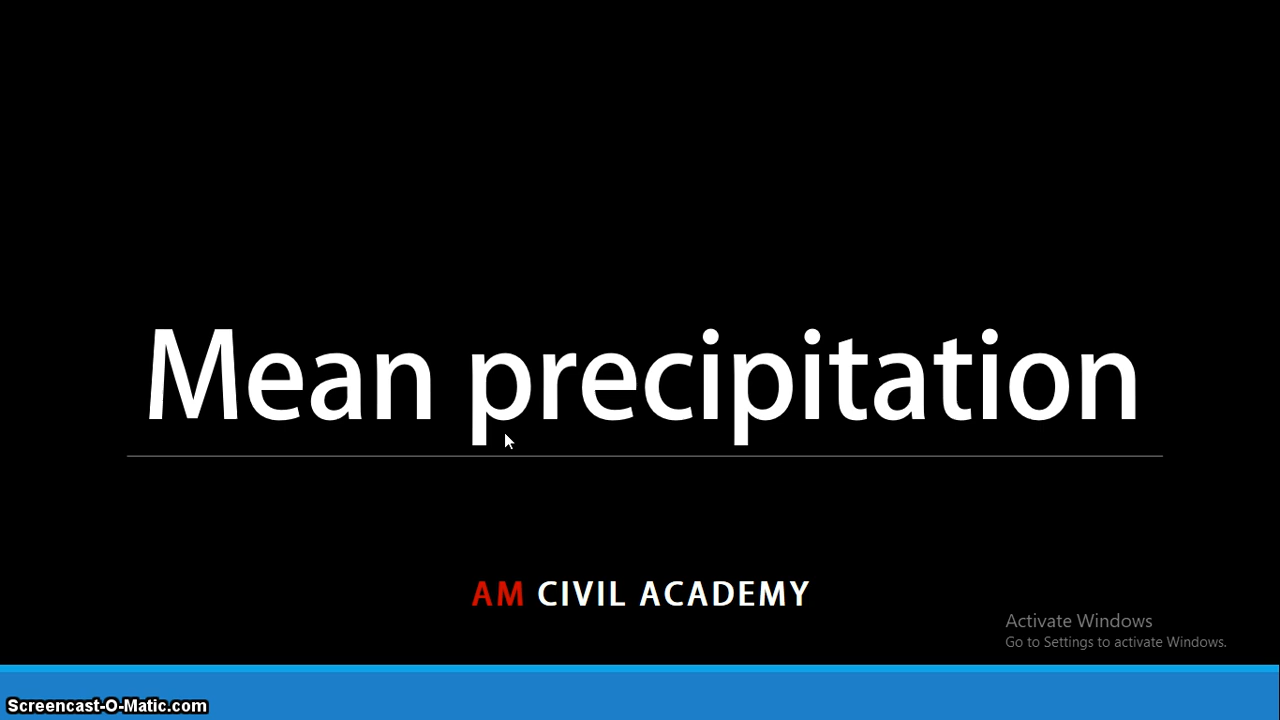 Mean precipitation
AM CIVIL ACADEMY
Activate Windows
Go to Settings to activate Windows.
Screencast-O-Matic.com